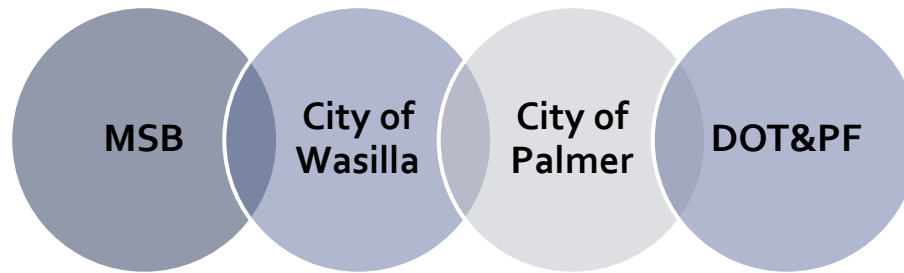 MSB
City of
Wasilla
City of
Palmer
DOT&PF